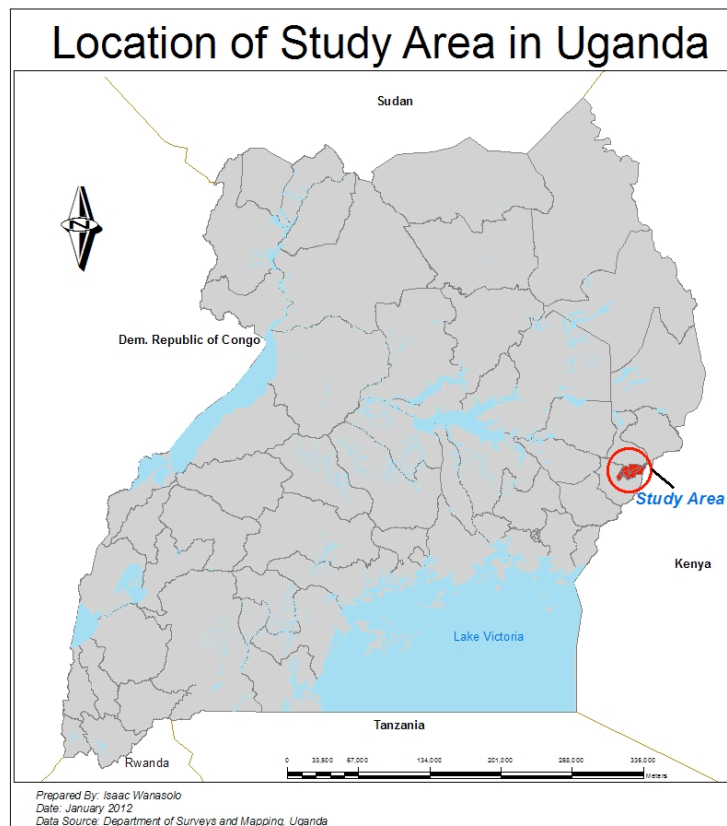 Location of Study Area in Uganda
Sudan
N
Dem. Republic of Congo
Study Area
Kenya
Lake Victoria
Tanzania
Rwanda
0 33,500 67,000 134,000 201,000 268,000 335,000
Meters
Prepared By: Isaac Wanasolo
Date: January 2012
Data Source: Department of Surveys and Mapping, Uganda